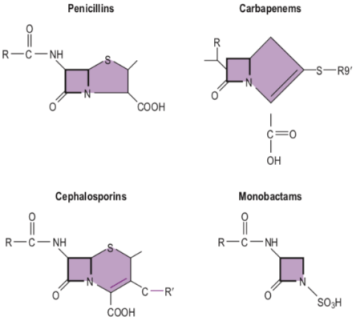 Penicillins
O
R—C—NH
S
N
O
COOH
Carbapenems
R
S—R9′
N
O
C=O
OH
Cephalosporins
O
R—C—NH
S
N
O
C—R′
COOH
Monobactams
O
R—C—NH
N
O
SO₃H